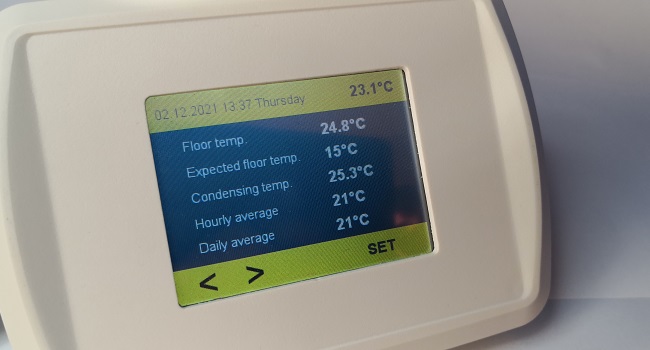 02 12 2021 13:37 Thursday 23.1°C
Floor temp. 24.8°C
Expected floor temp. 15°C
Condensing temp. 25.3°C
Hourly average 21°C
Daily average 21°C
< > SET